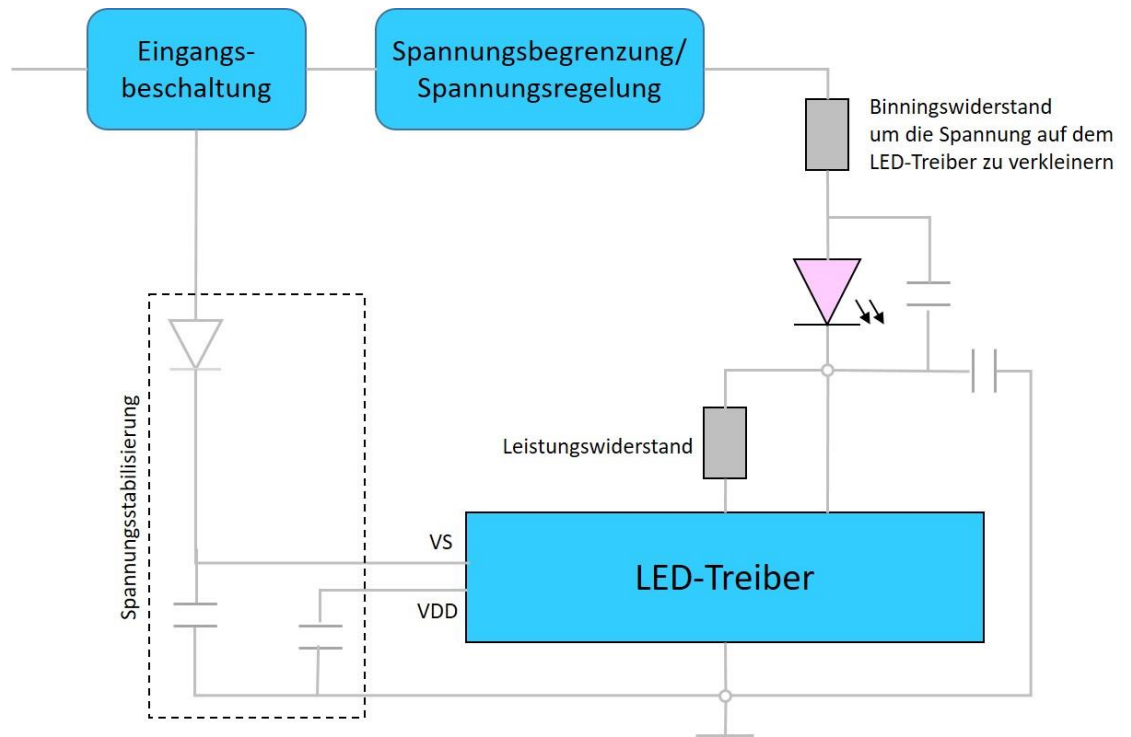 Eingangs-
beschaltung
Spannungsbegrenzung/
Spannungsregelung
Binningswiderstand
um die Spannung auf dem
LED-Treiber zu verkleinern
Spannungsstabilisierung
Leistungswiderstand
VS
VDD
LED-Treiber